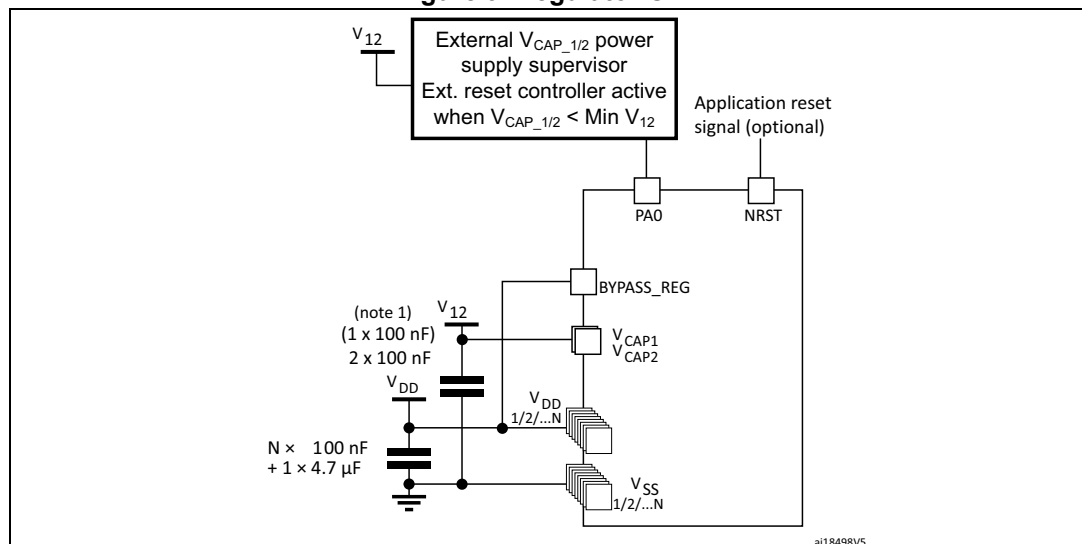 V12
External VCAP_1/2 power
supply supervisor
Ext. reset controller active
when VCAP_1/2 < Min V12
Application reset
signal (optional)
PA0
NRST
BYPASS_REG
(note 1)
V12
(1 x 100 nF)
2 x 100 nF
VCAP1
VCAP2
VDD
VDD
1/2/...N
N × 100 nF
+ 1 × 4.7 µF
VSS
1/2/...N
ai18498V5